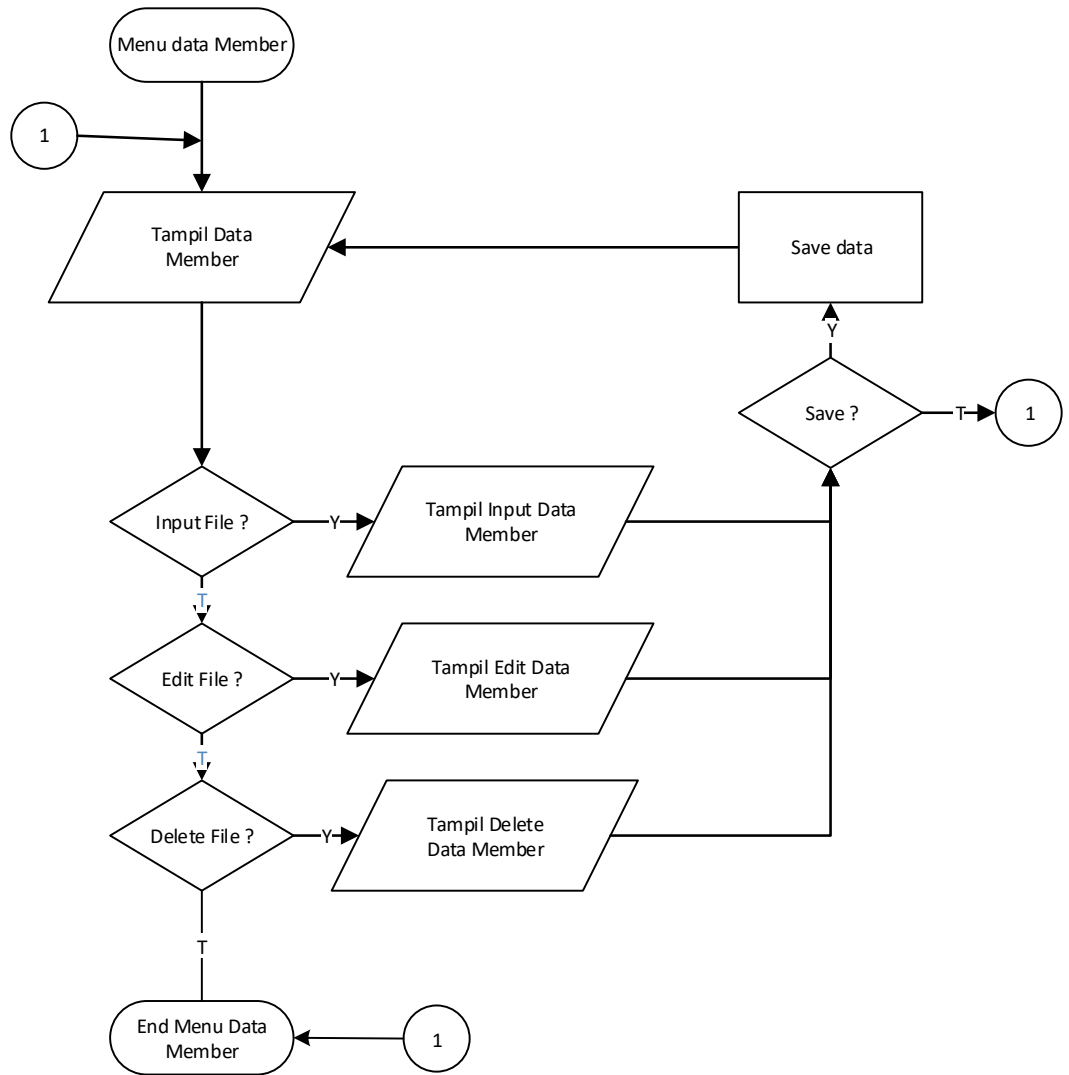 Menu data Member
1
Tampil Data
Member
Save data
Y
Save ?
T
1
Input File ?
Y
Tampil Input Data
Member
T
Edit File ?
Y
Tampil Edit Data
Member
T
Delete File ?
Y
Tampil Delete
Data Member
T
End Menu Data
Member
1